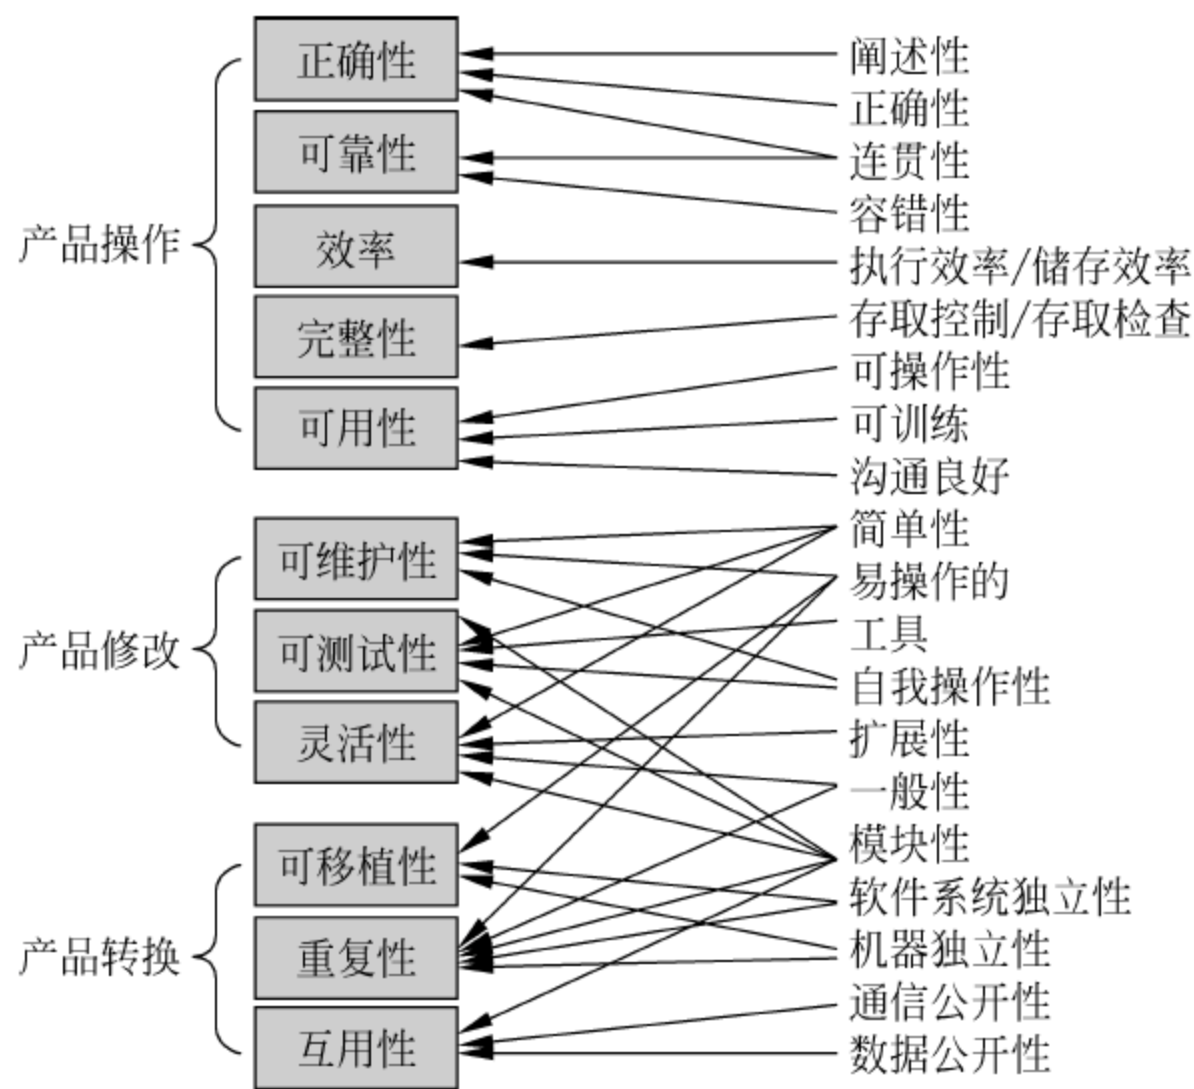 产品操作
正确性
可靠性
效率
完整性
可用性
产品修改
可维护性
可测试性
灵活性
产品转换
可移植性
重复性
互用性
阐述性
正确性
连贯性
容错性
执行效率/储存效率
存取控制/存取检查
可操作性
可训练
沟通良好
简单性
易操作的
工具
自我操作性
扩展性
一般性
模块性
软件系统独立性
机器独立性
通信公开性
数据公开性